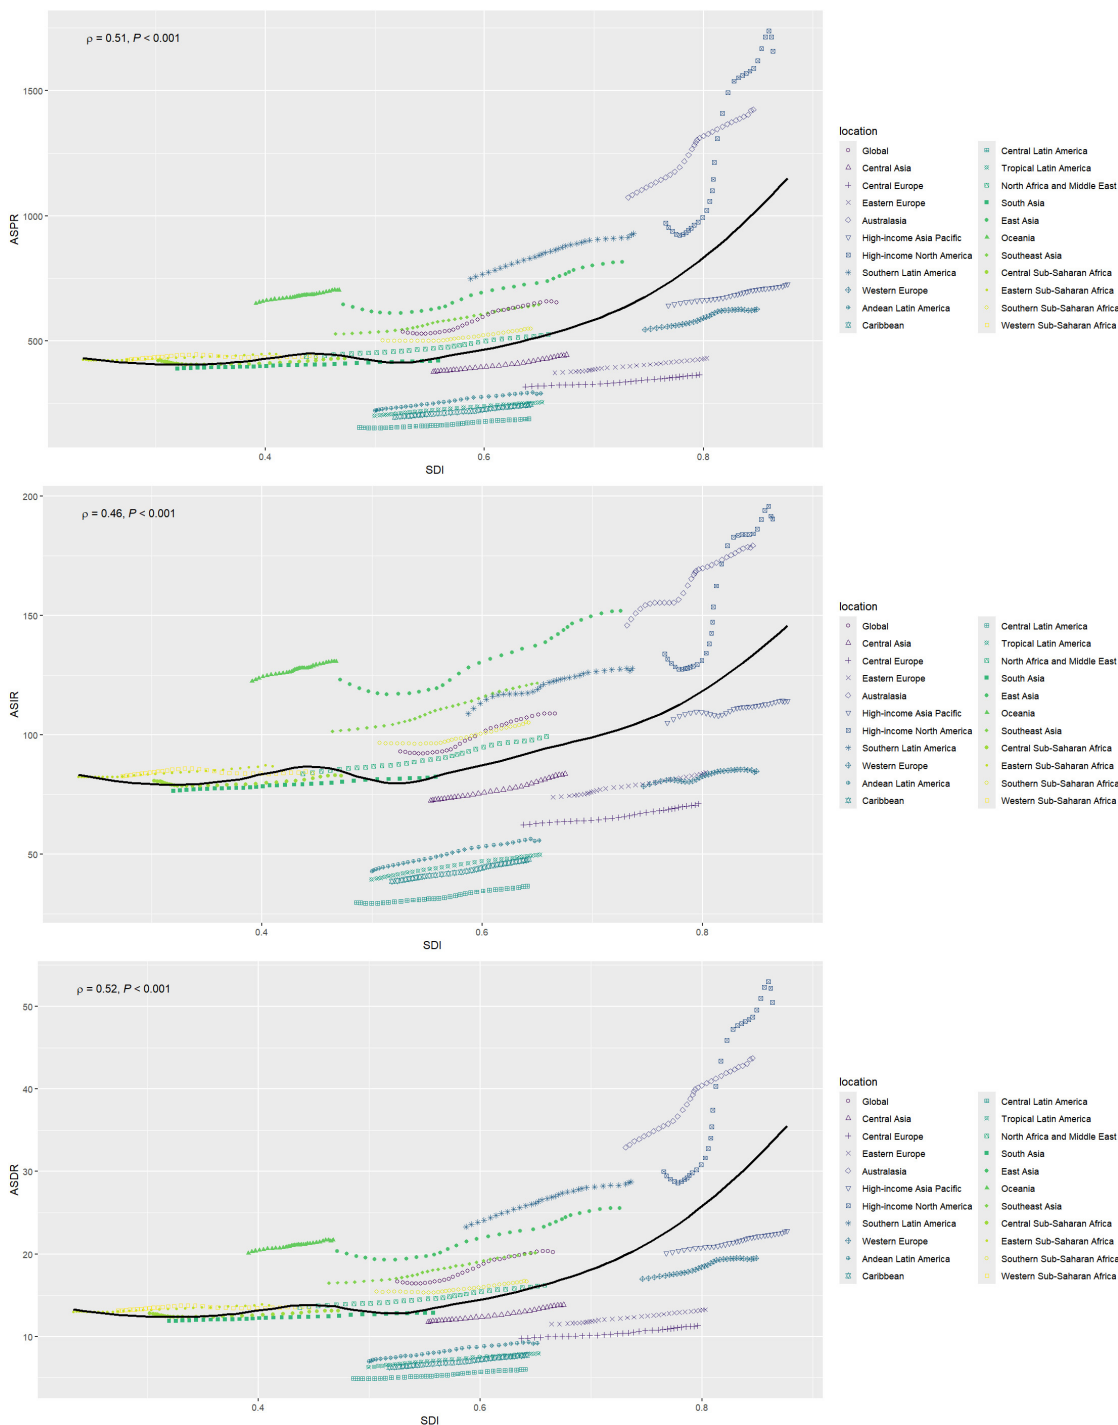 ρ = 0.51, P < 0.001
1500
1000
500
ASPR
0.4
0.6
0.8
SDI
location
Global
Central Asia
Central Europe
Eastern Europe
Australasia
High-income Asia Pacific
High-income North America
Southern Latin America
Western Europe
Andean Latin America
Caribbean
Central Latin America
Tropical Latin America
North Africa and Middle East
South Asia
East Asia
Oceania
Southeast Asia
Central Sub-Saharan Africa
Eastern Sub-Saharan Africa
Southern Sub-Saharan Africa
Western Sub-Saharan Africa
ρ = 0.46, P < 0.001
200
150
100
50
ASIR
0.4
0.6
0.8
SDI
location
Global
Central Asia
Central Europe
Eastern Europe
Australasia
High-income Asia Pacific
High-income North America
Southern Latin America
Western Europe
Andean Latin America
Caribbean
Central Latin America
Tropical Latin America
North Africa and Middle East
South Asia
East Asia
Oceania
Southeast Asia
Central Sub-Saharan Africa
Eastern Sub-Saharan Africa
Southern Sub-Saharan Africa
Western Sub-Saharan Africa
ρ = 0.52, P < 0.001
50
40
30
20
10
ASDR
0.4
0.6
0.8
SDI
location
Global
Central Asia
Central Europe
Eastern Europe
Australasia
High-income Asia Pacific
High-income North America
Southern Latin America
Western Europe
Andean Latin America
Caribbean
Central Latin America
Tropical Latin America
North Africa and Middle East
South Asia
East Asia
Oceania
Southeast Asia
Central Sub-Saharan Africa
Eastern Sub-Saharan Africa
Southern Sub-Saharan Africa
Western Sub-Saharan Africa